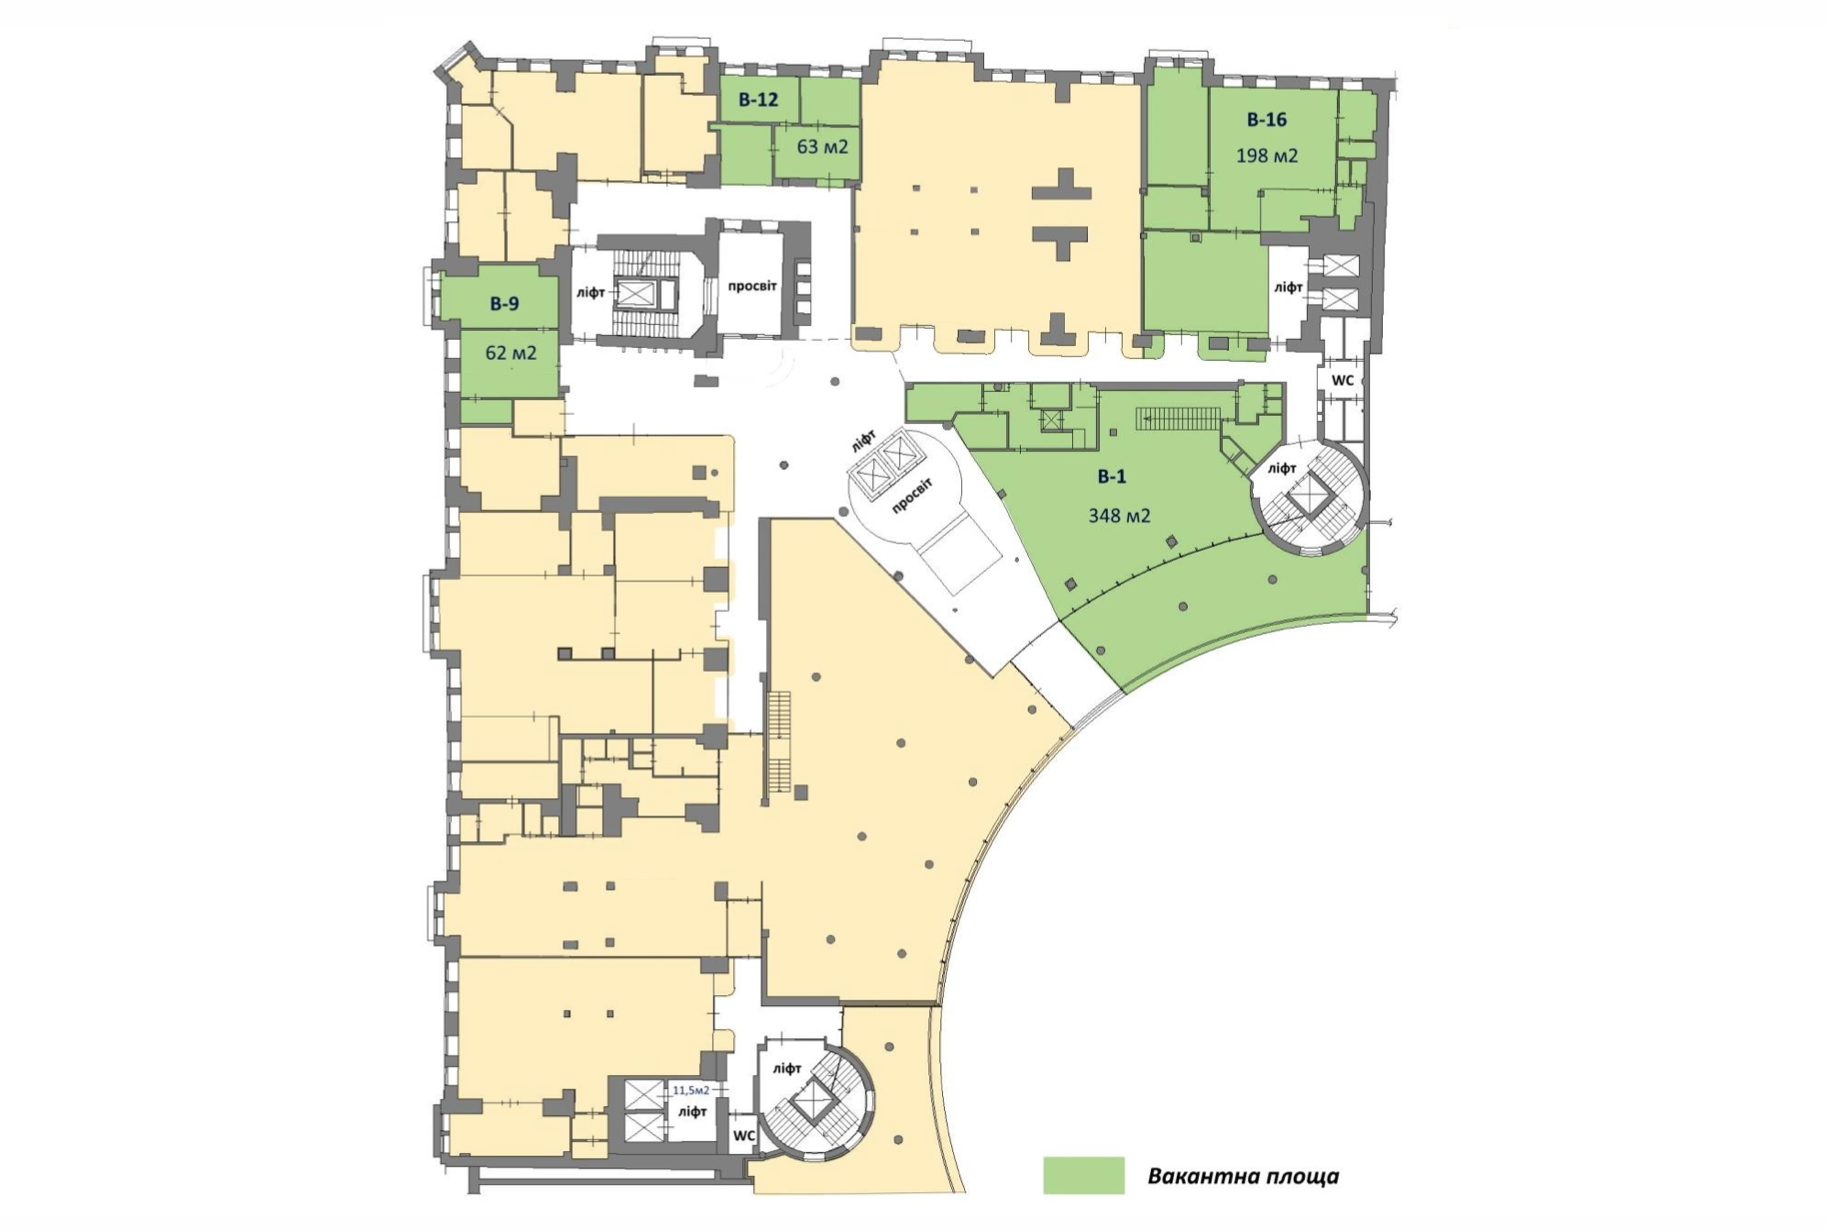 В-12
63 м2
В-16
198 м2
В-9
62 м2
ліфт
просвіт
ліфт
WC
ліфт
просвіт
В-1
348 м2
ліфт
11,5м2
ліфт
WC
ліфт
Вакантна площа